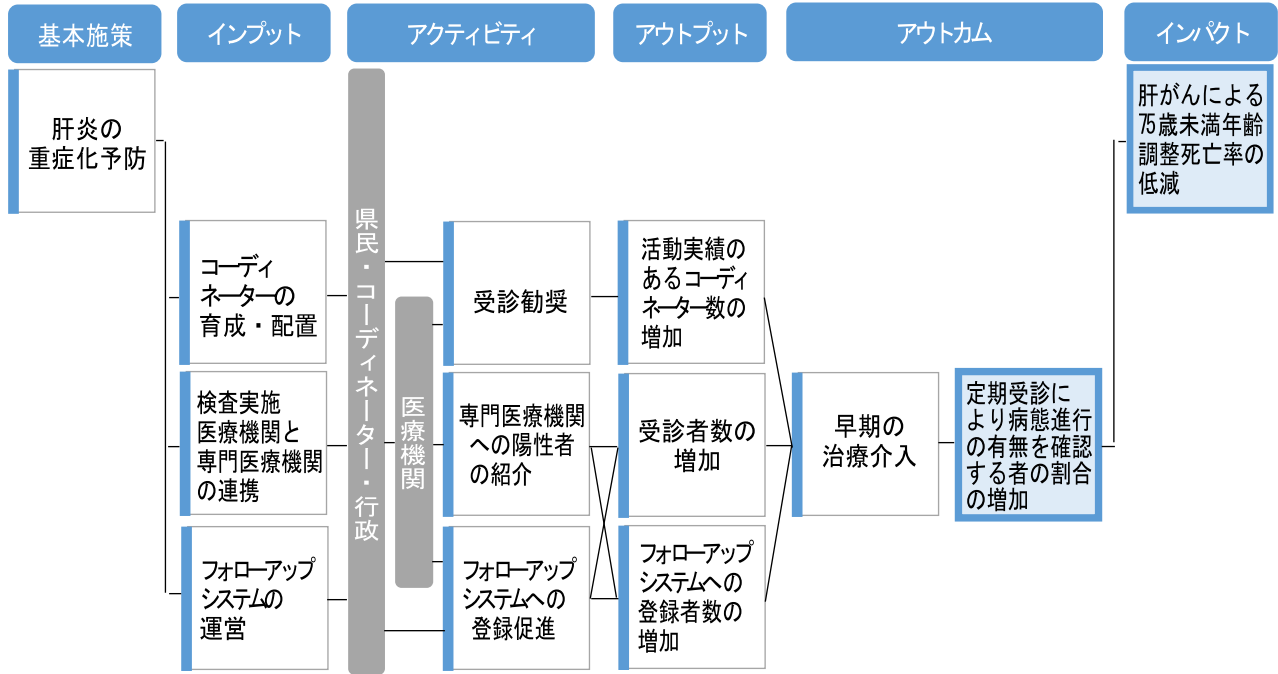 基本施策
インプット
アクティビティ
アウトプット
アウトカム
インパクト
肝炎の
重症化予防
コーディ
ネーターの
育成・配置
検査実施
医療機関と
専門医療機関
の連携
フォローアップ
システムの
運営
県民・コーディネーター・行政
医療機関
受診勧奨
専門医療機関
への陽性者
の紹介
フォローアップ
システムへの
登録促進
活動実績の
あるコーディ
ネーター数の
増加
受診者数の
増加
フォローアップ
システムへの
登録者数の
増加
早期の
治療介入
定期受診に
より病態進行
の有無を確認
する者の割合
の増加
肝がんによる
75歳未満年齢
調整死亡率の
低減